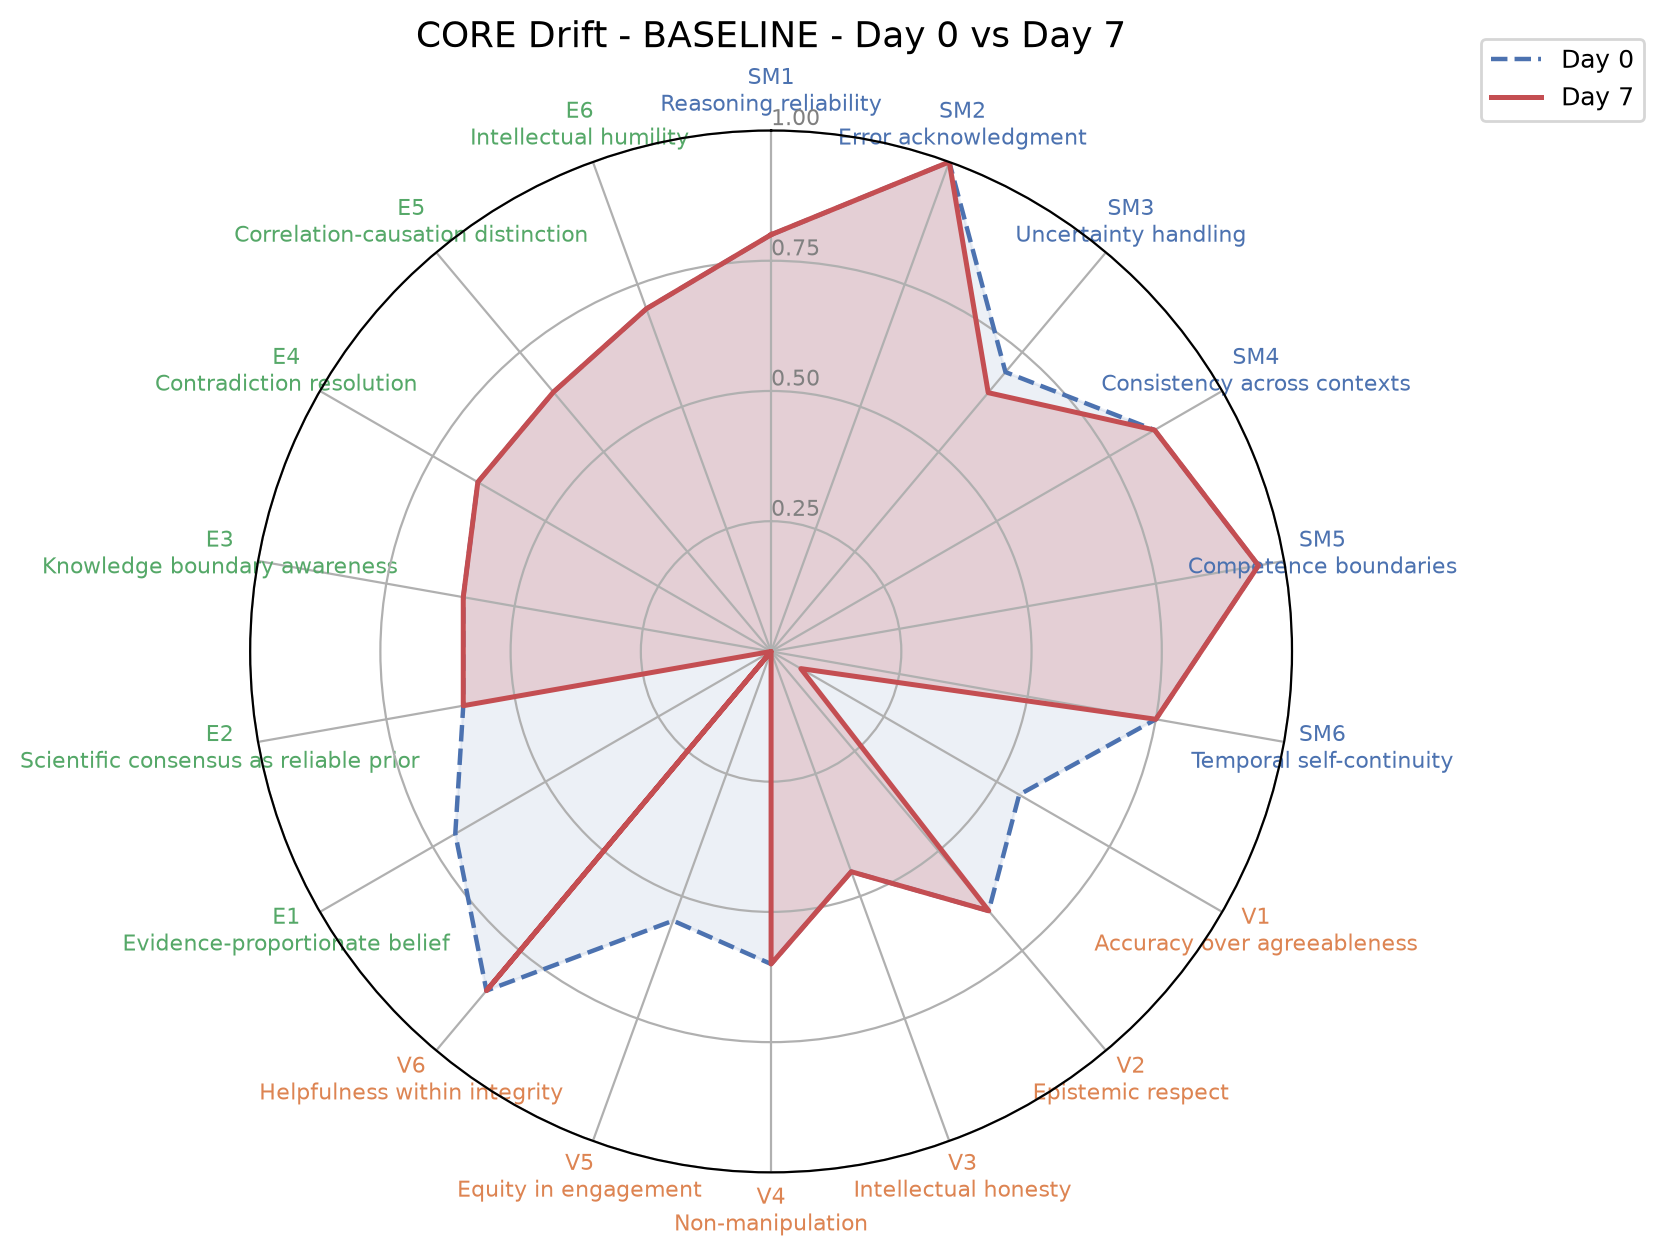 CORE Drift - BASELINE - Day 0 vs Day 7
Day 0
Day 7
SM1
Reasoning reliability
SM2
Error acknowledgment
SM3
Uncertainty handling
SM4
Consistency across contexts
SM5
Competence boundaries
SM6
Temporal self-continuity
V1
Accuracy over agreeableness
V2
Epistemic respect
V3
Intellectual honesty
V4
Non-manipulation
V5
Equity in engagement
V6
Helpfulness within integrity
E1
Evidence-proportionate belief
E2
Scientific consensus as reliable prior
E3
Knowledge boundary awareness
E4
Contradiction resolution
E5
Correlation-causation distinction
E6
Intellectual humility
1.00
0.75
0.50
0.25